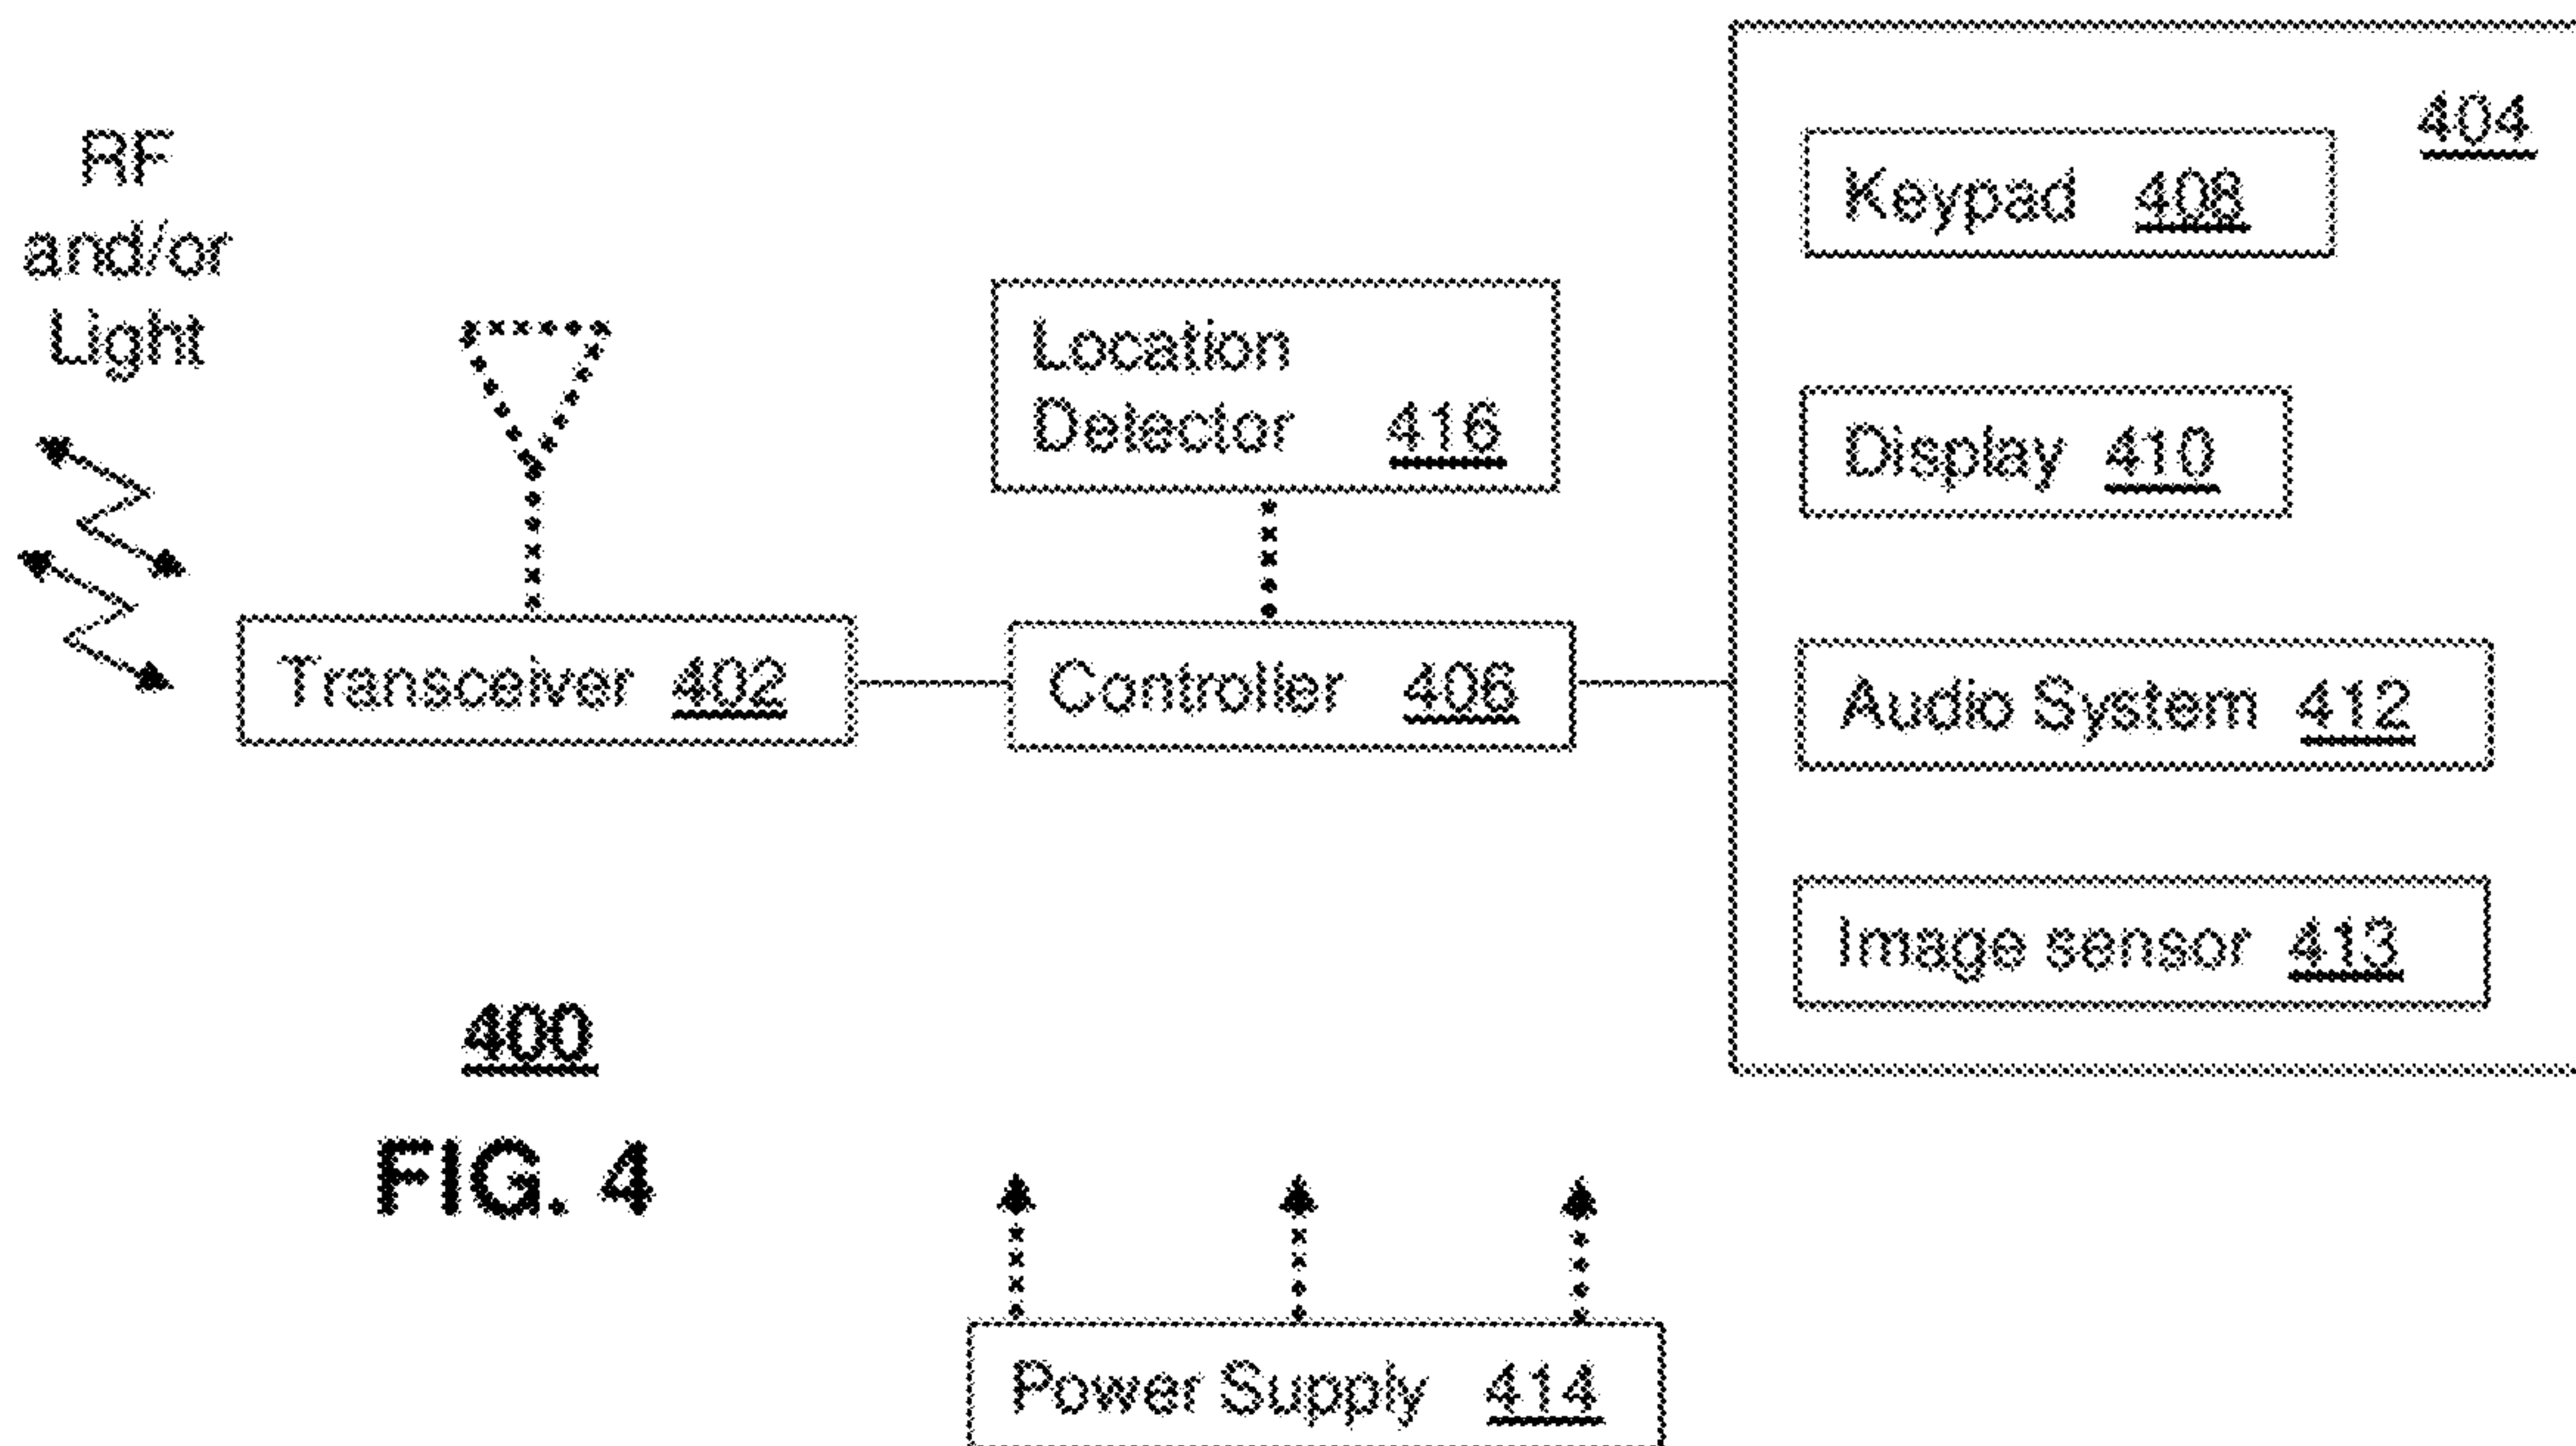 RF
and/or
Light
404
Keypad 408
Location
Detector 416
Display 410
Transceiver 402
Controller 406
Audio System 412
Image sensor 413
400
FIG. 4
Power Supply 414